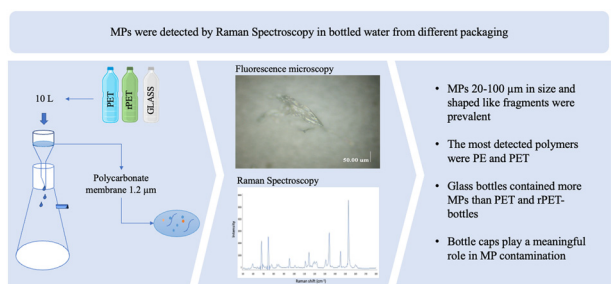 MPs were detected by Raman Spectroscopy in bottled water from different packaging
10 L
PET
rPET
GLASS
Polycarbonate
membrane 1.2 µm
Fluorescence microscopy
50.00 um
Raman Spectroscopy
Raman shift (cm⁻¹)
• MPs 20-100 µm in size and
shaped like fragments were
prevalent
• The most detected polymers
were PE and PET
• Glass bottles contained more
MPs than PET and rPET-
bottles
• Bottle caps play a meaningful
role in MP contamination